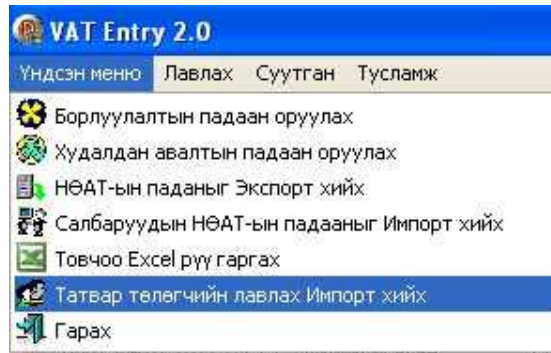 VAT Entry 2.0
Үндсэн меню Лавлах Суутган Тусламж
Борлуулалтын падаан оруулах
Худалдан авалтын падаан оруулах
НӨАТ-ын паданыг Экспорт хийх
Салбаруудын НӨАТ-ын падааныг Импорт хийх
Товчоо Excel рүү гаргах
Татвар төлөгчийн лавлах Импорт хийх
Гарах